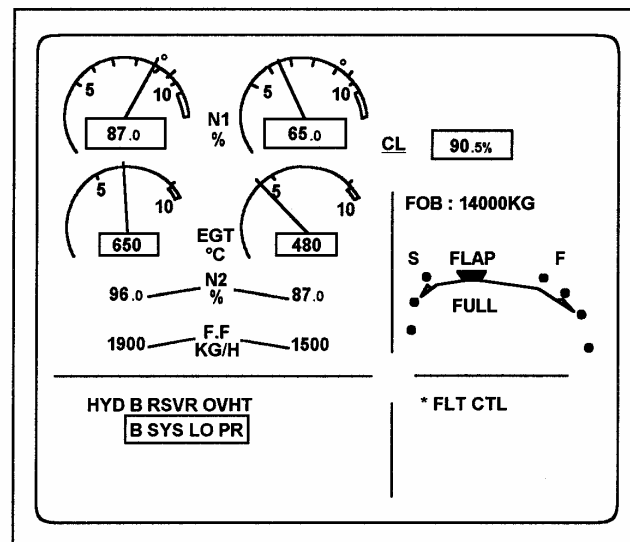 5 10 5 10
87.0 N1 % 65.0
CL 90.5%
5 10 5 10
650 EGT °C 480
FOB : 14000KG
S FLAP F
FULL
96.0 N2 % 87.0
1900 F.F KG/H 1500
HYD B RSVR OVHT
B SYS LO PR
* FLT CTL